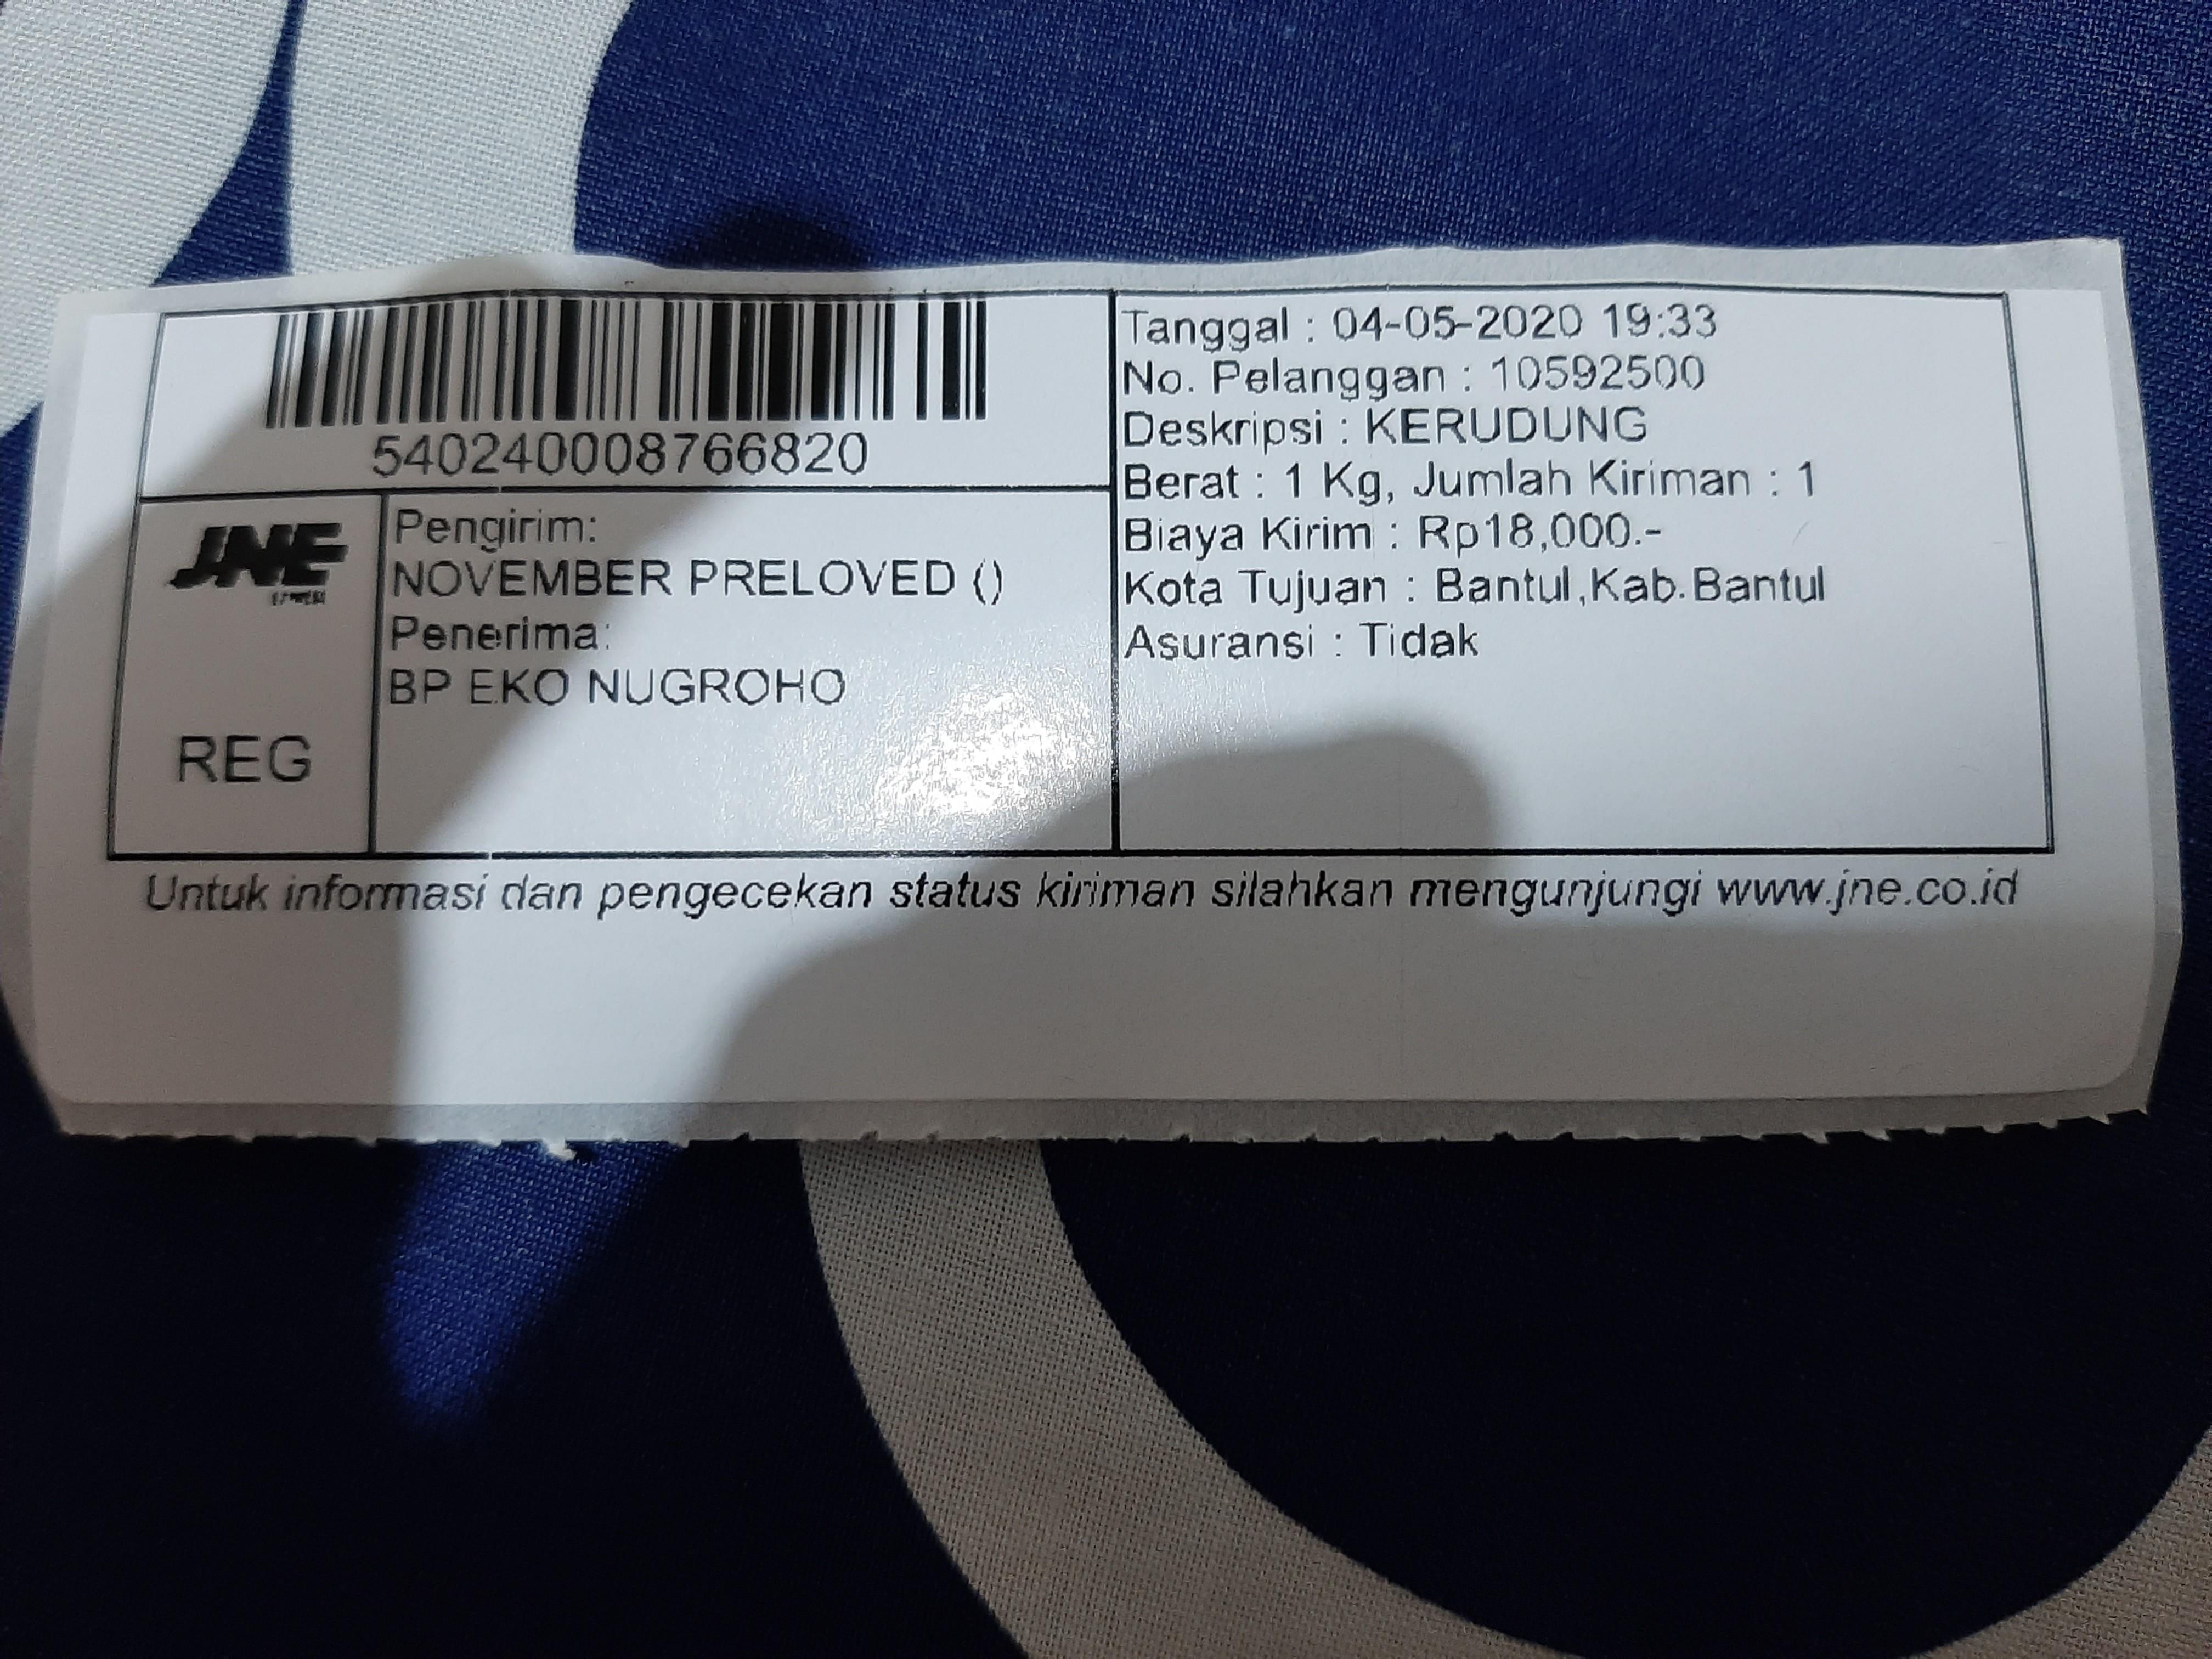 540240008766820
JNE
REG
Pengirim:
NOVEMBER PRELOVED ()
Penerima:
BP EKO NUGROHO
Tanggal : 04-05-2020 19:33
No. Pelanggan : 10592500
Deskripsi : KERUDUNG
Berat : 1 Kg, Jumlah Kiriman : 1
Biaya Kirim : Rp18,000.-
Kota Tujuan : Bantul,Kab.Bantul
Asuransi : Tidak
Untuk informasi dan pengecekan status kiriman silahkan mengunjungi www.jne.co.id